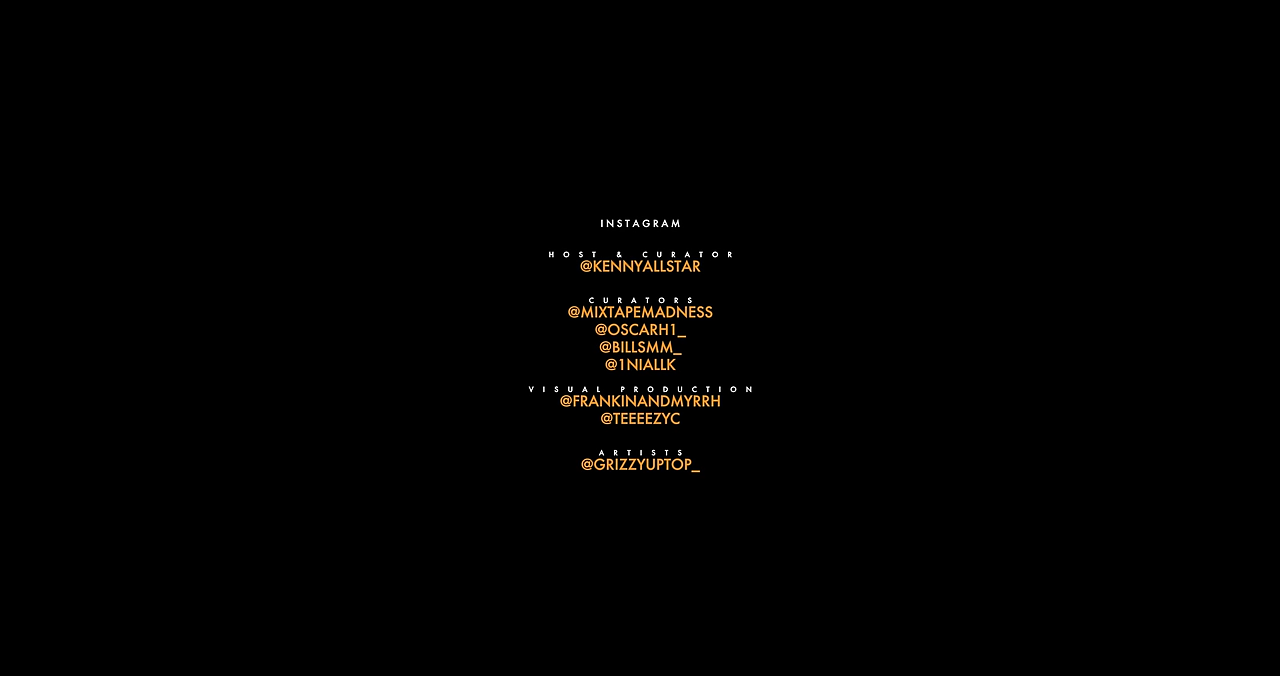 INSTAGRAM
HOST & CURATOR
@KENNYALLSTAR
CURATORS
@MIXTAPEMADNESS
@OSCARH1_
@BILLSMM_
@1NIALLK
VISUAL PRODUCTION
@FRANKINANDMYRRH
@TEEEEZYC
ARTISTS
@GRIZZYUPTOP_